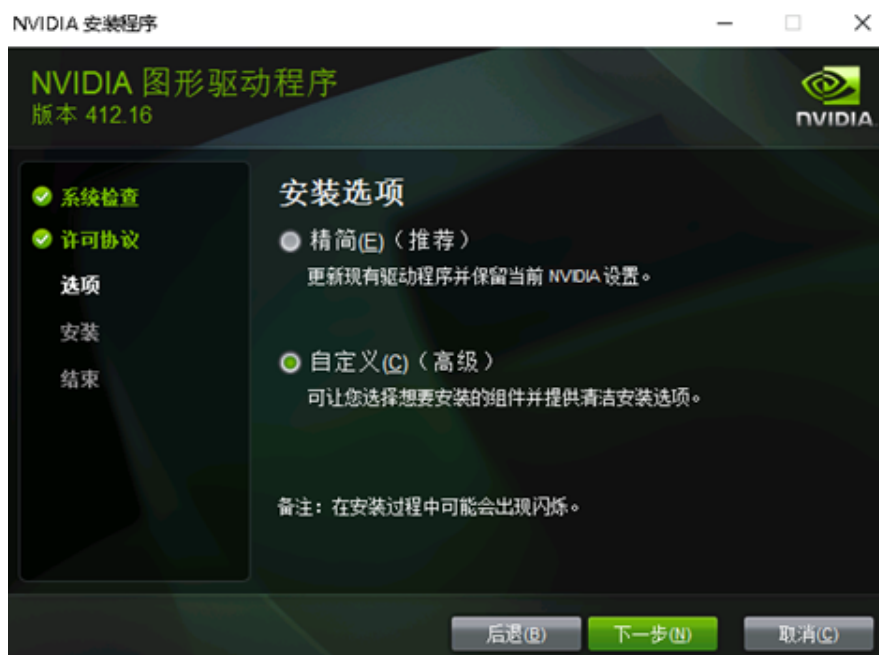 NVIDIA 安装程序
NVIDIA 图形驱动程序
版本 412.16
NVIDIA
系统检查
许可协议
选项
安装
结束
安装选项
精简(E)（推荐）
更新现有驱动程序并保留当前 NVIDIA 设置。
自定义(C)（高级）
可让您选择想要安装的组件并提供清洁安装选项。
备注：在安装过程中可能会出现闪烁。
后退(B) 下一步(N) 取消(C)